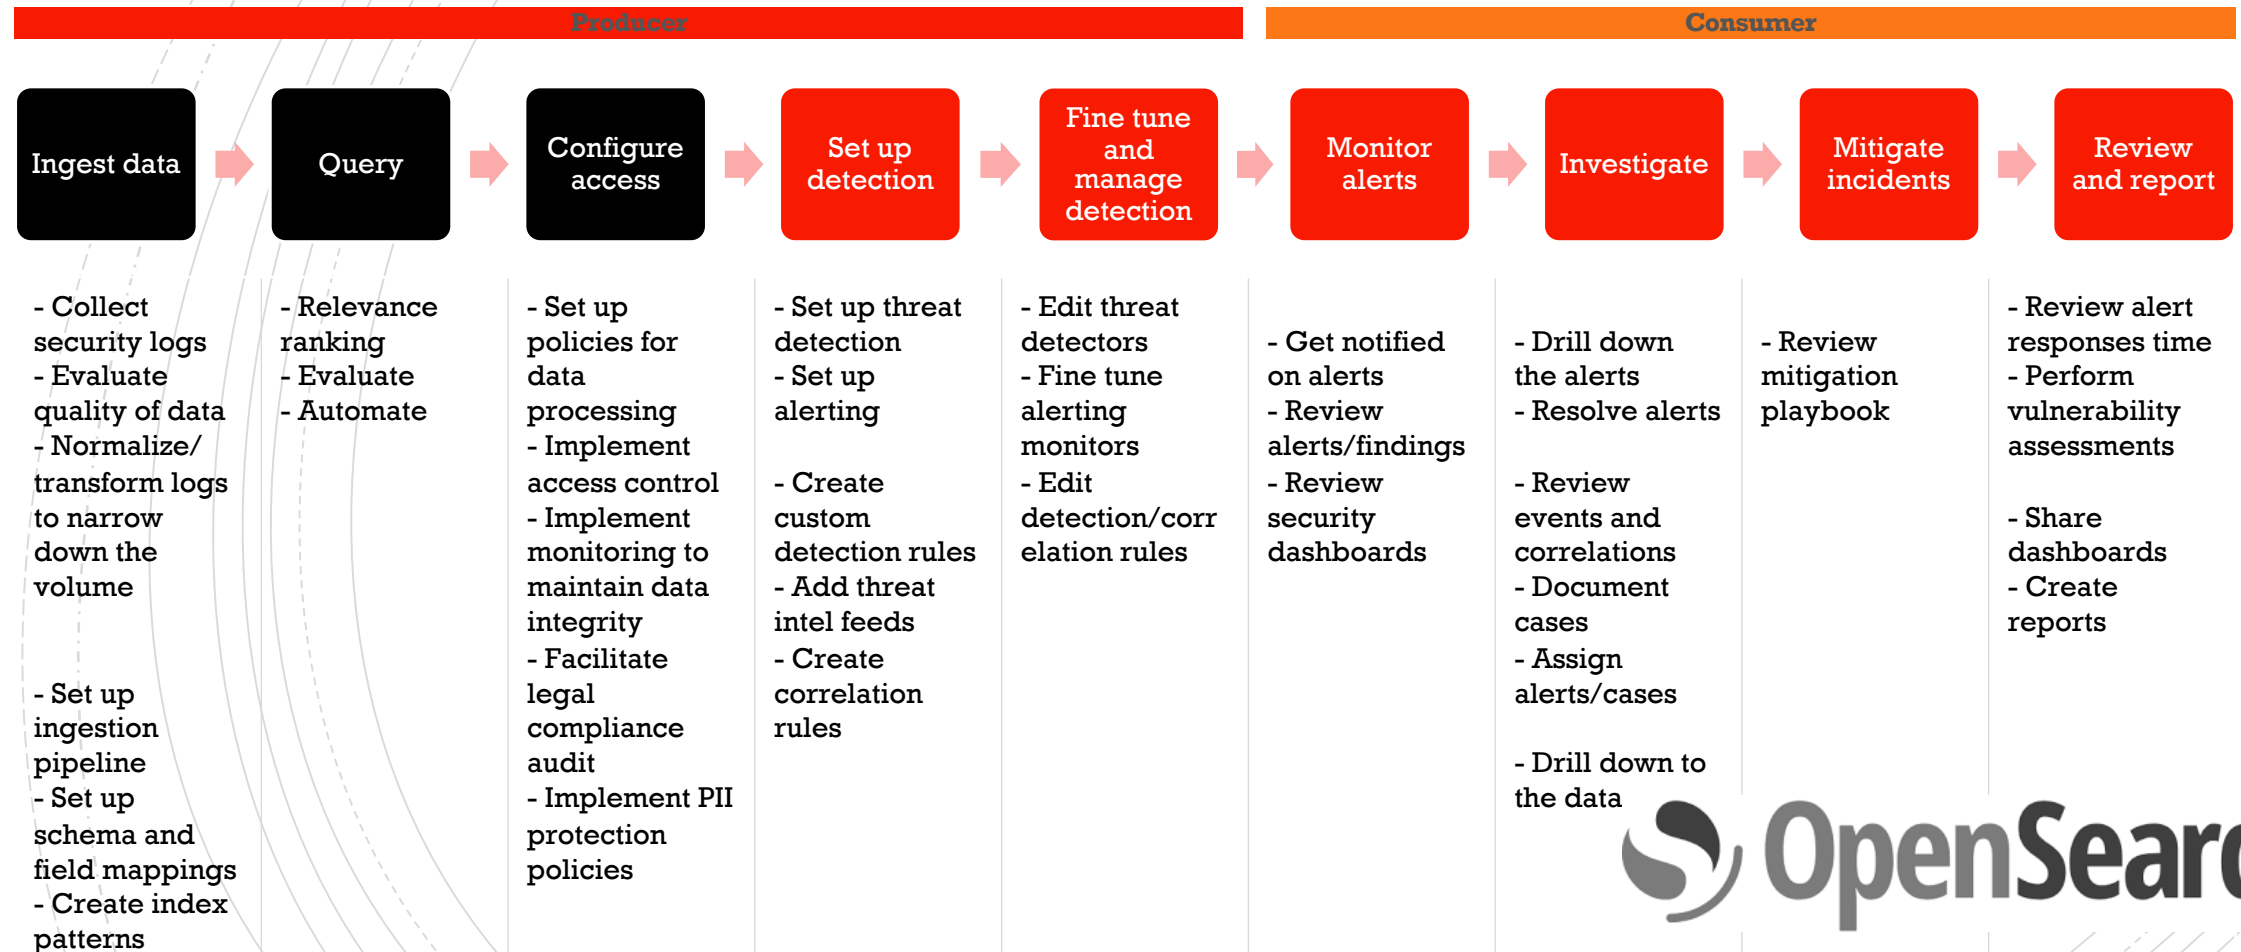 Producer
Consumer
Ingest data
Query
Configure
access
Set up
detection
Fine tune
and
manage
detection
Monitor
alerts
Investigate
Mitigate
incidents
Review
and report
- Collect
security logs
- Evaluate
quality of data
- Normalize/
transform logs
to narrow
down the
volume
- Set up
ingestion
pipeline
- Set up
schema and
field mappings
- Create index
patterns
- Relevance
ranking
- Evaluate
- Automate
- Set up
policies for
data
processing
- Implement
access control
- Implement
monitoring to
maintain data
integrity
- Facilitate
legal
compliance
audit
- Implement PII
protection
policies
- Set up threat
detection
- Set up
alerting
- Create
custom
detection rules
- Add threat
intel feeds
- Create
correlation
rules
- Edit threat
detectors
- Fine tune
alerting
monitors
- Edit
detection/corr
elation rules
- Get notified
on alerts
- Review
alerts/findings
- Review
security
dashboards
- Drill down
the alerts
- Resolve alerts
- Review
events and
correlations
- Document
cases
- Assign
alerts/cases
- Drill down to
the data
- Review
mitigation
playbook
- Review alert
responses time
- Perform
vulnerability
assessments
- Share
dashboards
- Create
reports
OpenSearc